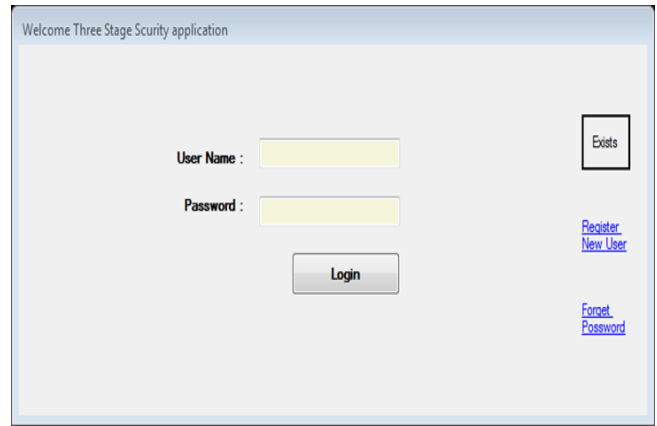 Welcome Three Stage Scurity application
User Name :
Exists
Password :
Register
New User
Login
Forget
Possword